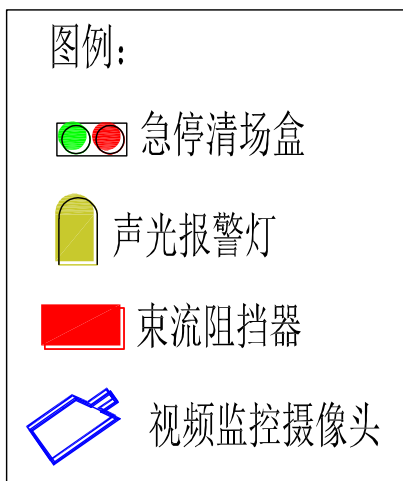 图例：
急停清场盒
声光报警灯
束流阻挡器
视频监控摄像头